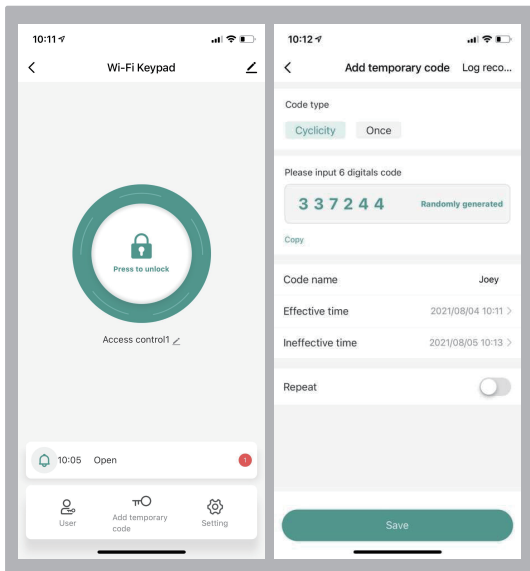 10:11
Wi-Fi Keypad
Press to unlock
Access control1
10:05 Open 1
User
Add temporary
code
Setting
10:12
Add temporary code Log reco...
Code type
Cyclicity Once
Please input 6 digitals code
337244 Randomly generated
Copy
Code name Joey
Effective time 2021/08/04 10:11
Ineffective time 2021/08/05 10:13
Repeat
Save